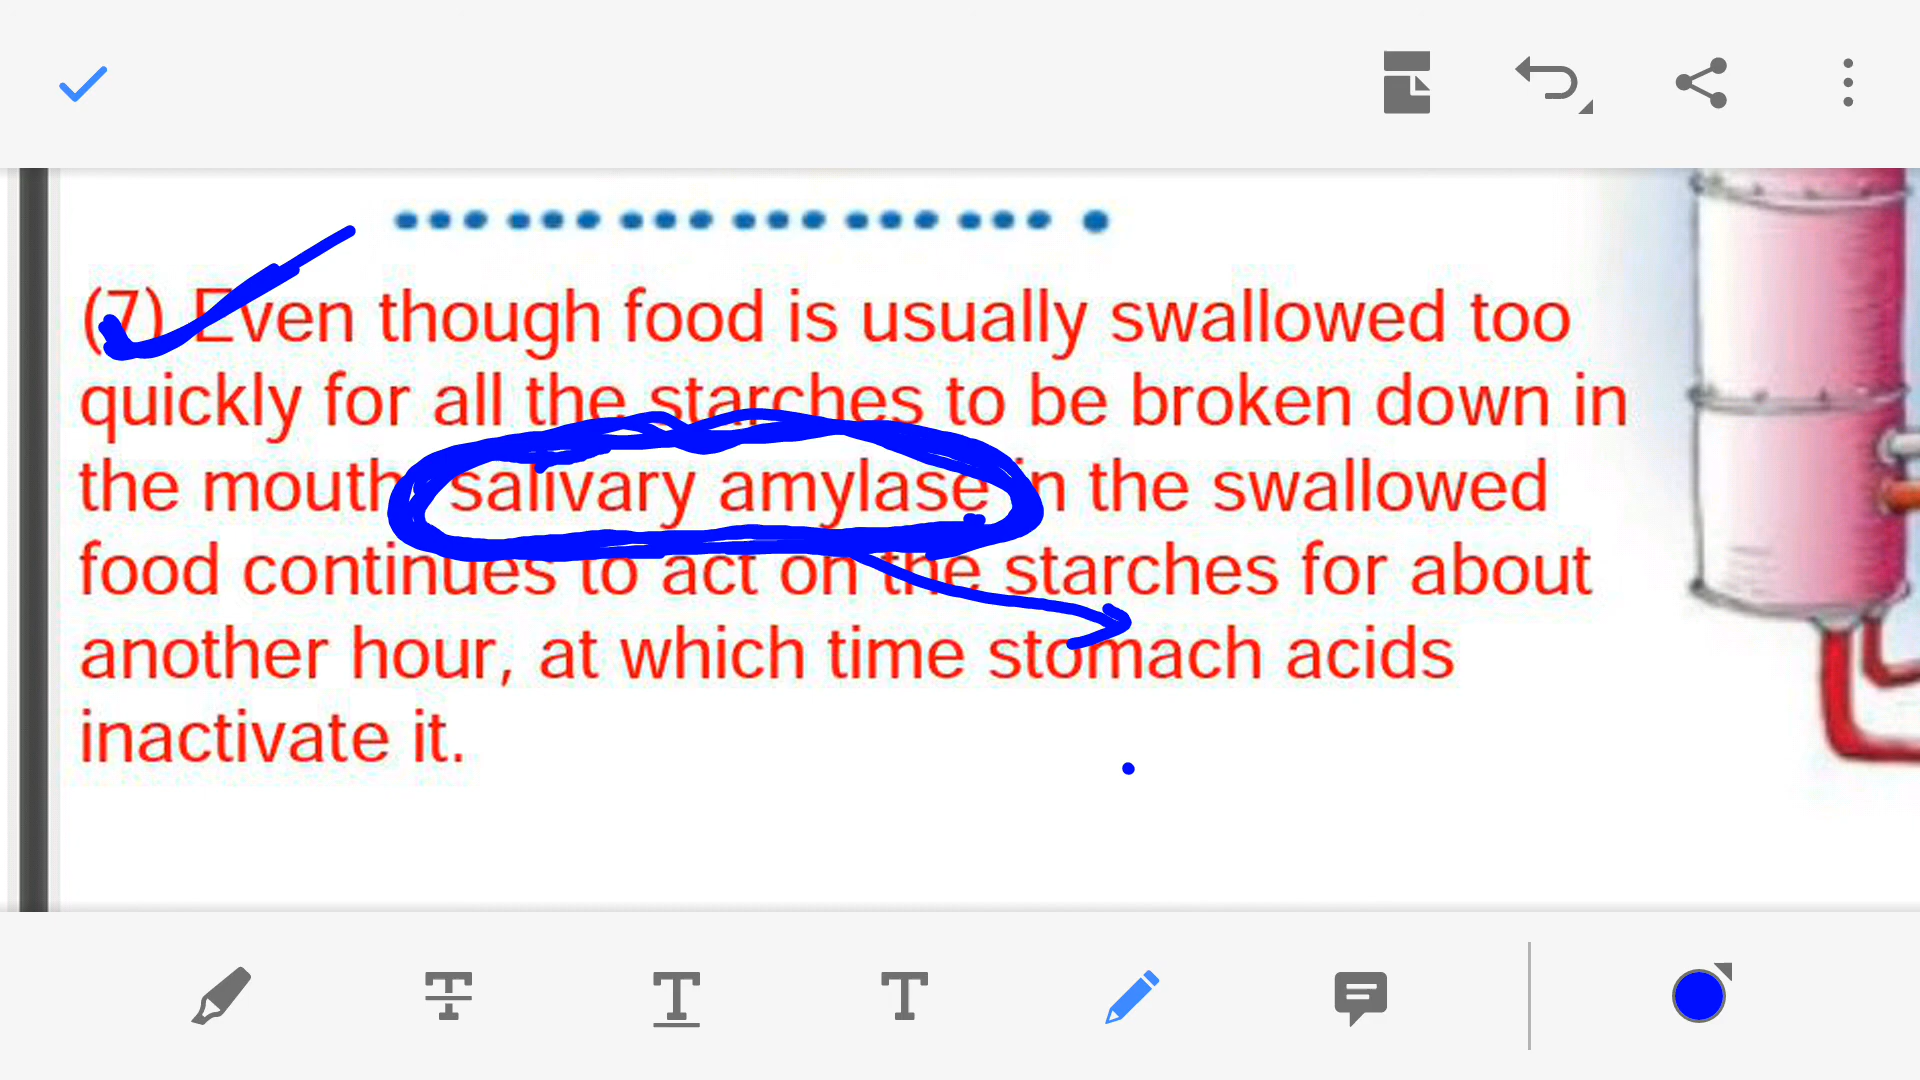 (7) Even though food is usually swallowed too
quickly for all the starches to be broken down in
the mouth salivary amylase in the swallowed
food continues to act on the starches for about
another hour, at which time stomach acids
inactivate it.